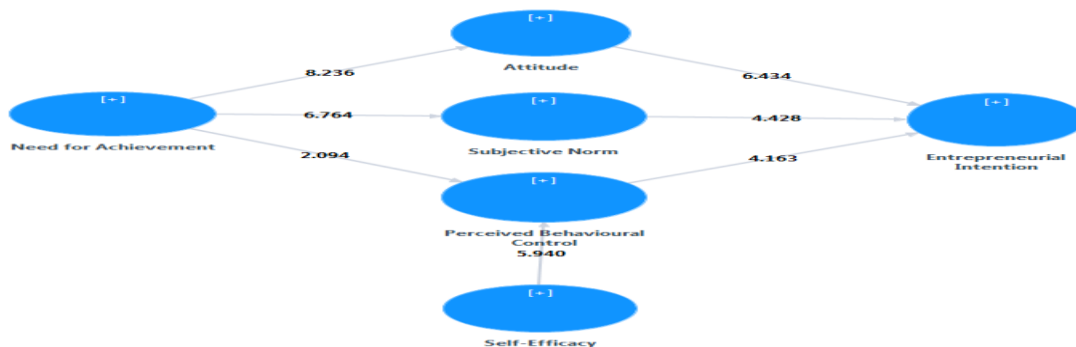 [+]
Attitude
8.236
6.434
[+]
Need for Achievement
6.764
[+]
Subjective Norm
4.428
[+]
Entrepreneurial
Intention
2.094
4.163
[+]
Perceived Behavioural
Control
5.940
[+]
Self-Efficacy